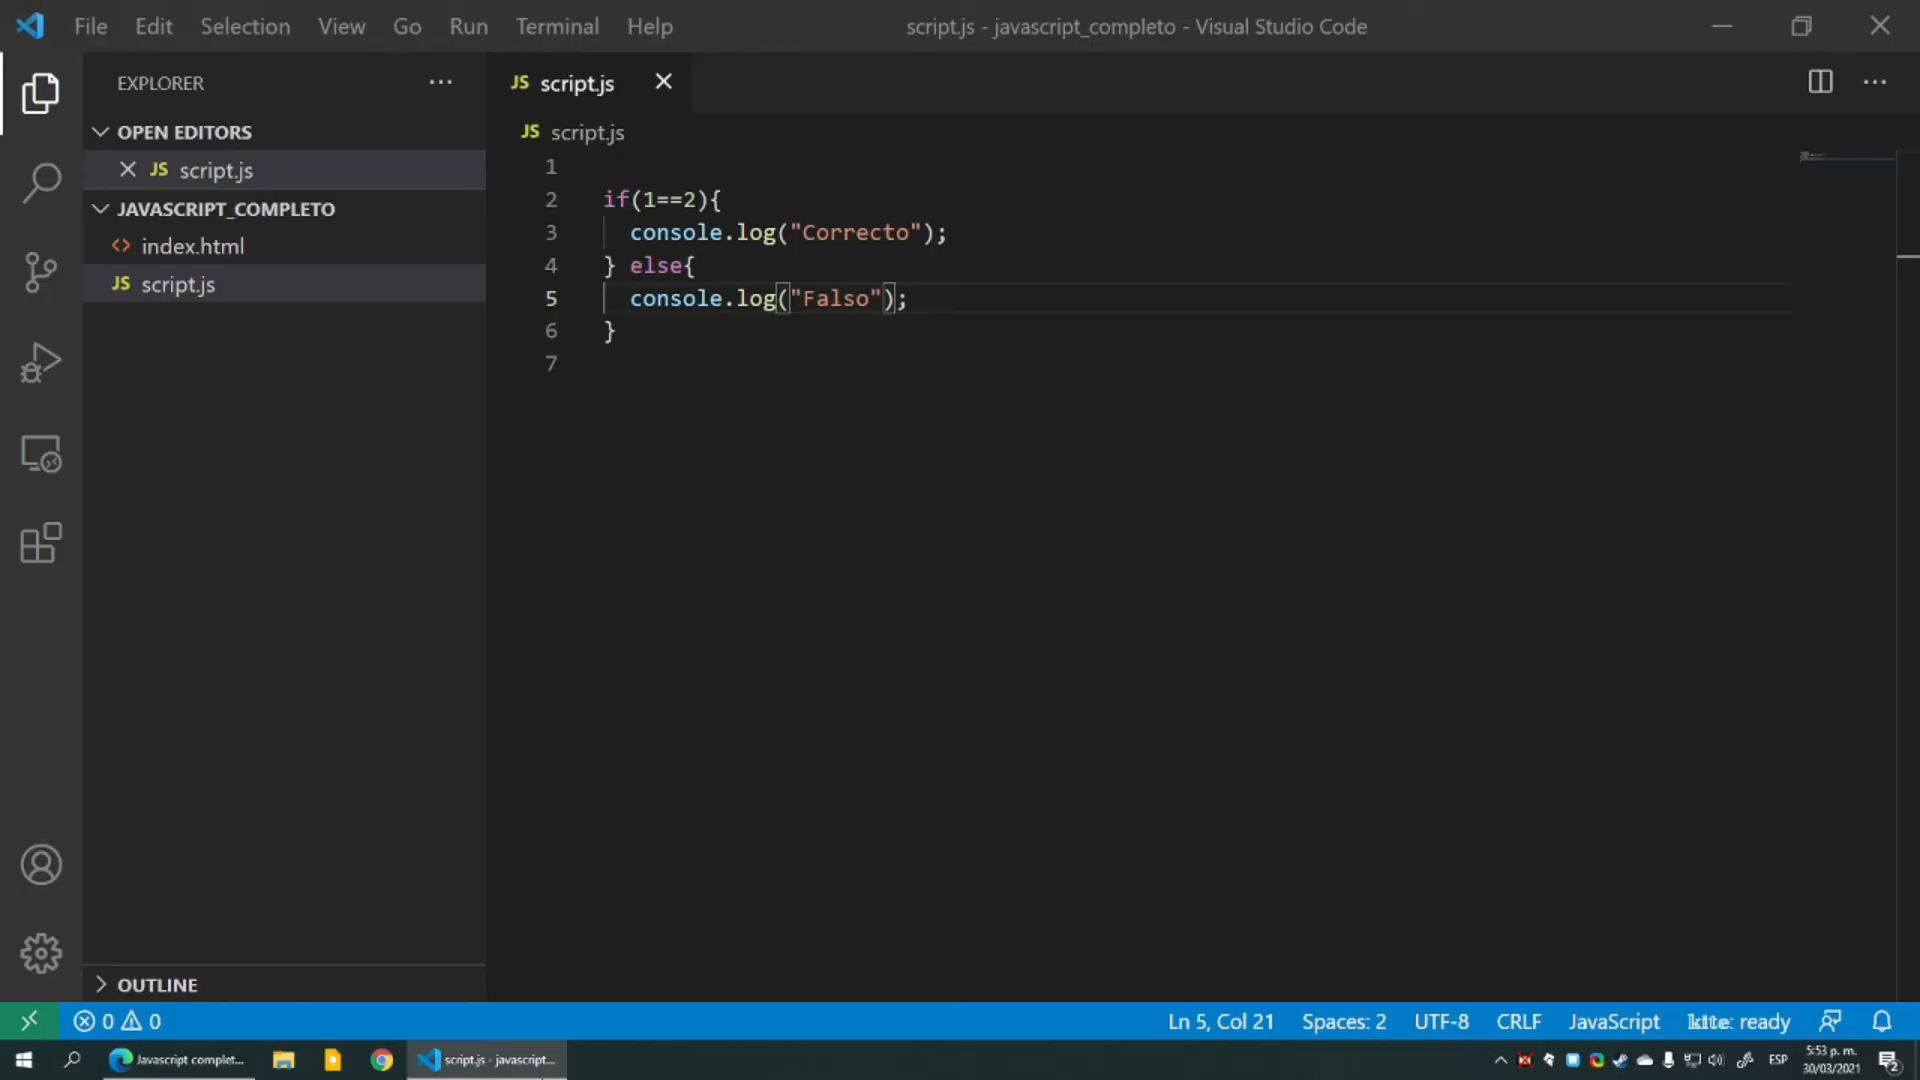 File Edit Selection View Go Run Terminal Help script.js - javascript_completo - Visual Studio Code
EXPLORER
JS script.js
OPEN EDITORS
JS script.js
JS script.js
JAVASCRIPT_COMPLETO
<> index.html
JS script.js
1
2 if(1==2){
3 console.log("Correcto");
4 } else{
5 console.log("Falso");
6 }
7
OUTLINE
0 0 Ln 5, Col 21 Spaces: 2 UTF-8 CRLF JavaScript kite: ready
Javascript complet... script.js - javascript... ESP 5:53 p. m.
30/03/2021 2